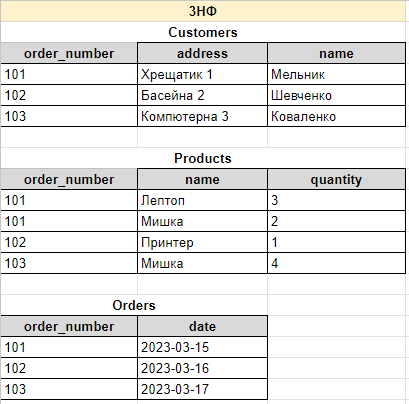 3НФ
Customers
order_number address name
101 Хрещатик 1 Мельник
102 Басейна 2 Шевченко
103 Компютерна 3 Коваленко
Products
order_number name quantity
101 Лептоп 3
101 Мишка 2
102 Принтер 1
103 Мишка 4
Orders
order_number date
101 2023-03-15
102 2023-03-16
103 2023-03-17